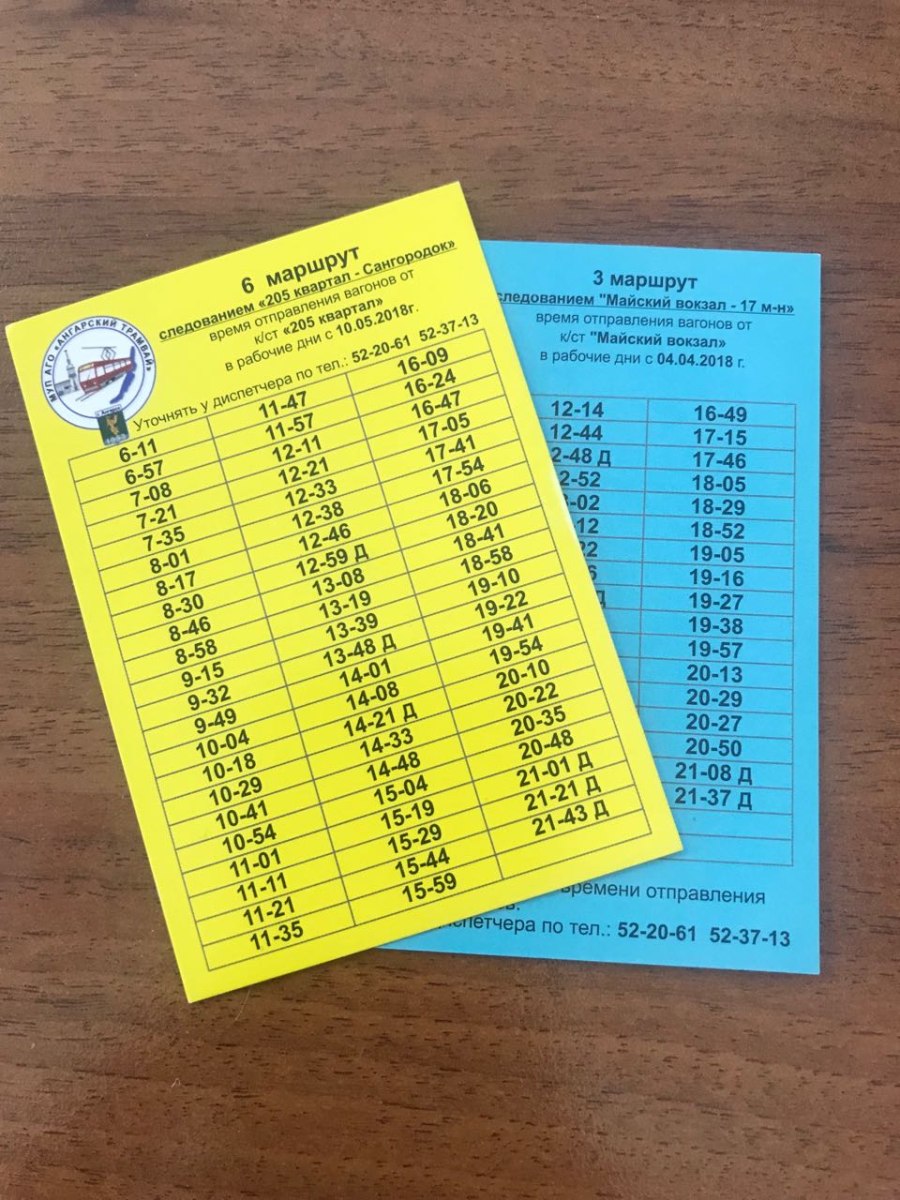 6 маршрут
следованием «205 квартал - Сангородок»
время отправления вагонов от
к/ст «205 квартал»
в рабочие дни с 10.05.2018г.
Уточнять у диспетчера по тел.: 52-20-61 52-37-13
МУП АГО «АНГАРСКИЙ ТРАМВАЙ»
6-11 11-47 16-09
6-57 11-57 16-24
7-08 12-11 16-47
7-21 12-21 17-05
7-35 12-33 17-41
8-01 12-38 17-54
8-17 12-46 18-06
8-30 12-59 Д 18-20
8-46 13-08 18-41
8-58 13-19 18-58
9-15 13-39 19-10
9-32 13-48 Д 19-22
9-49 14-01 19-41
10-04 14-08 19-54
10-18 14-21 Д 20-10
10-29 14-33 20-22
10-41 14-48 20-35
10-54 15-04 20-48
11-01 15-19 21-01 Д
11-11 15-29 21-21 Д
11-21 15-44 21-43 Д
11-35 15-59
3 маршрут
следованием "Майский вокзал - 17 м-н»
время отправления вагонов от
к/ст "Майский вокзал»
в рабочие дни с 04.04.2018 г.
12-14 16-49
12-44 17-15
2-48 Д 17-46
2-52 18-05
-02 18-29
12 18-52
22 19-05
6 19-16
19-27
19-38
19-57
20-13
20-29
20-27
20-50
21-08 Д
21-37 Д
времени отправления
диспетчера по тел.: 52-20-61 52-37-13